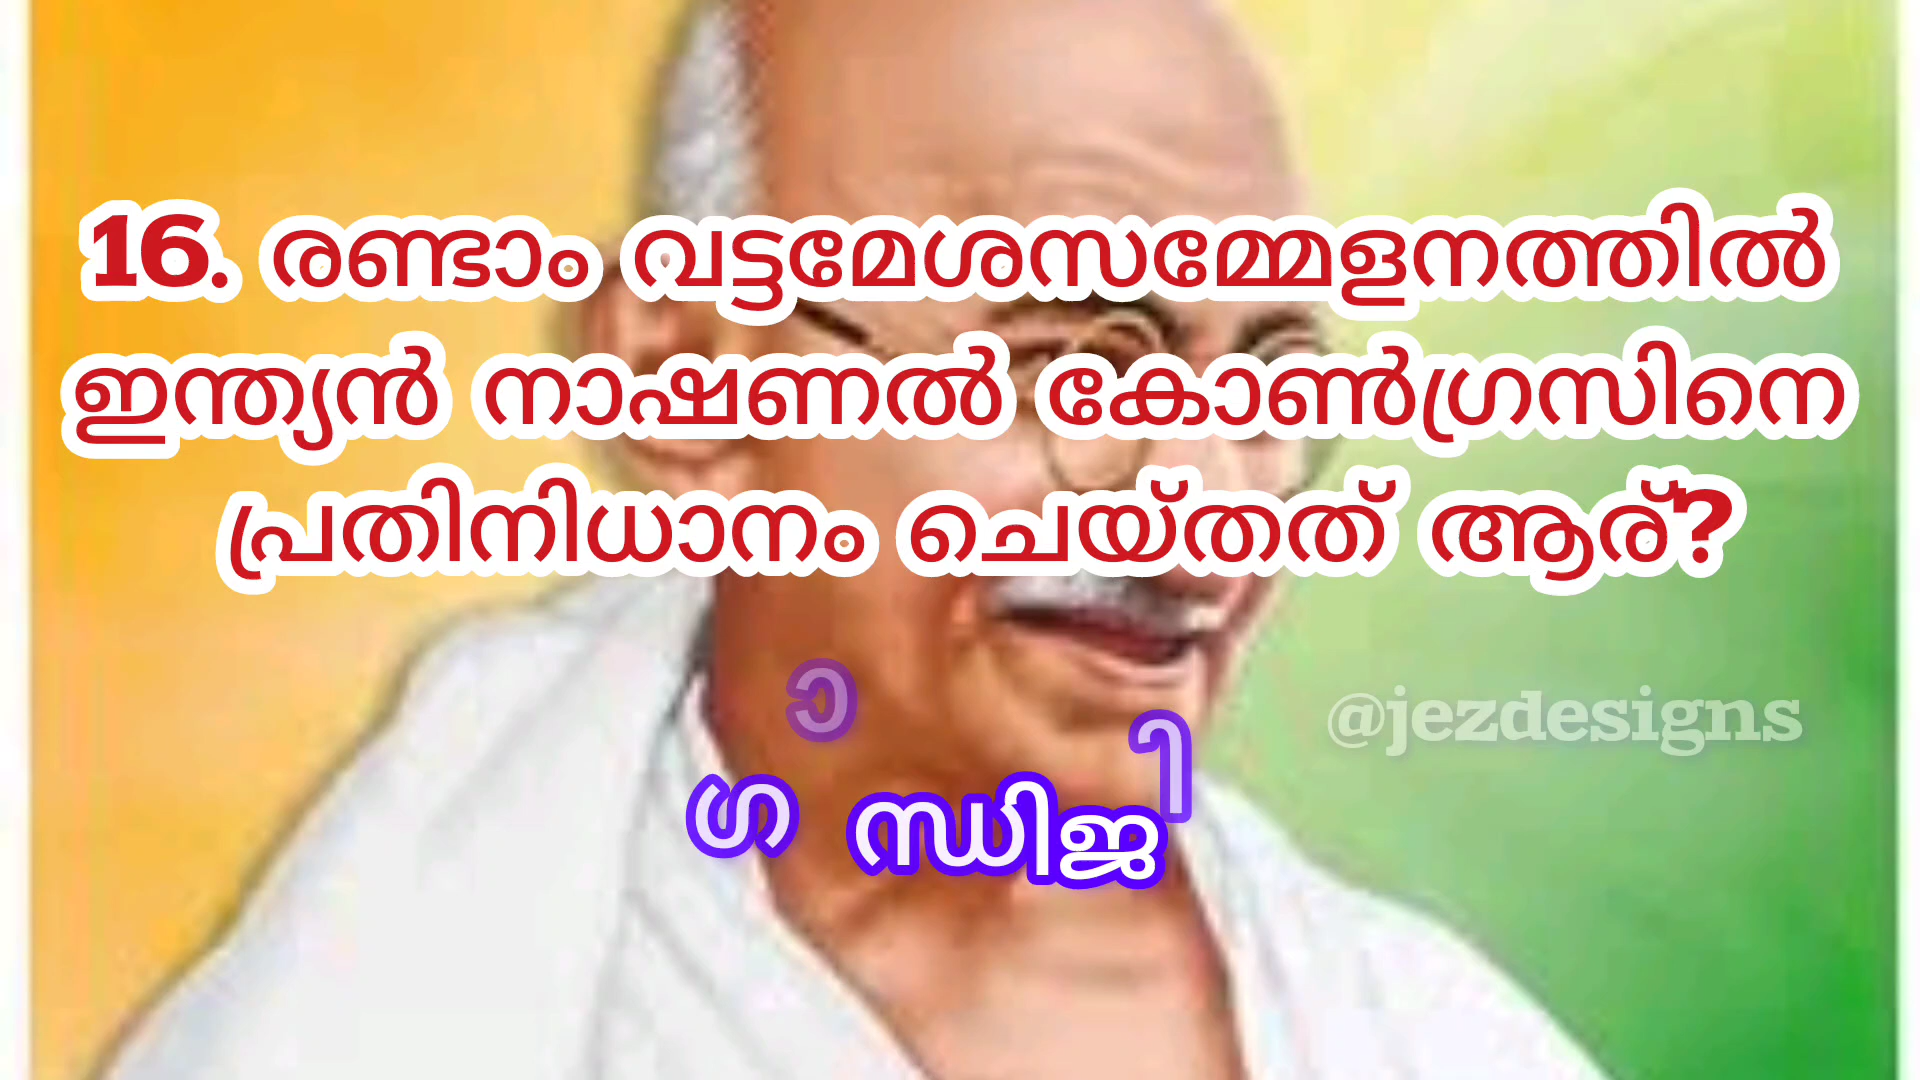 16. രണ്ടാം വട്ടമേശസമ്മേളനത്തിൽ
ഇന്ത്യൻ നാഷണൽ കോൺഗ്രസിനെ
പ്രതിനിധാനം ചെയ്തത് ആര്?
@jezdesigns
ഗാന്ധിജി